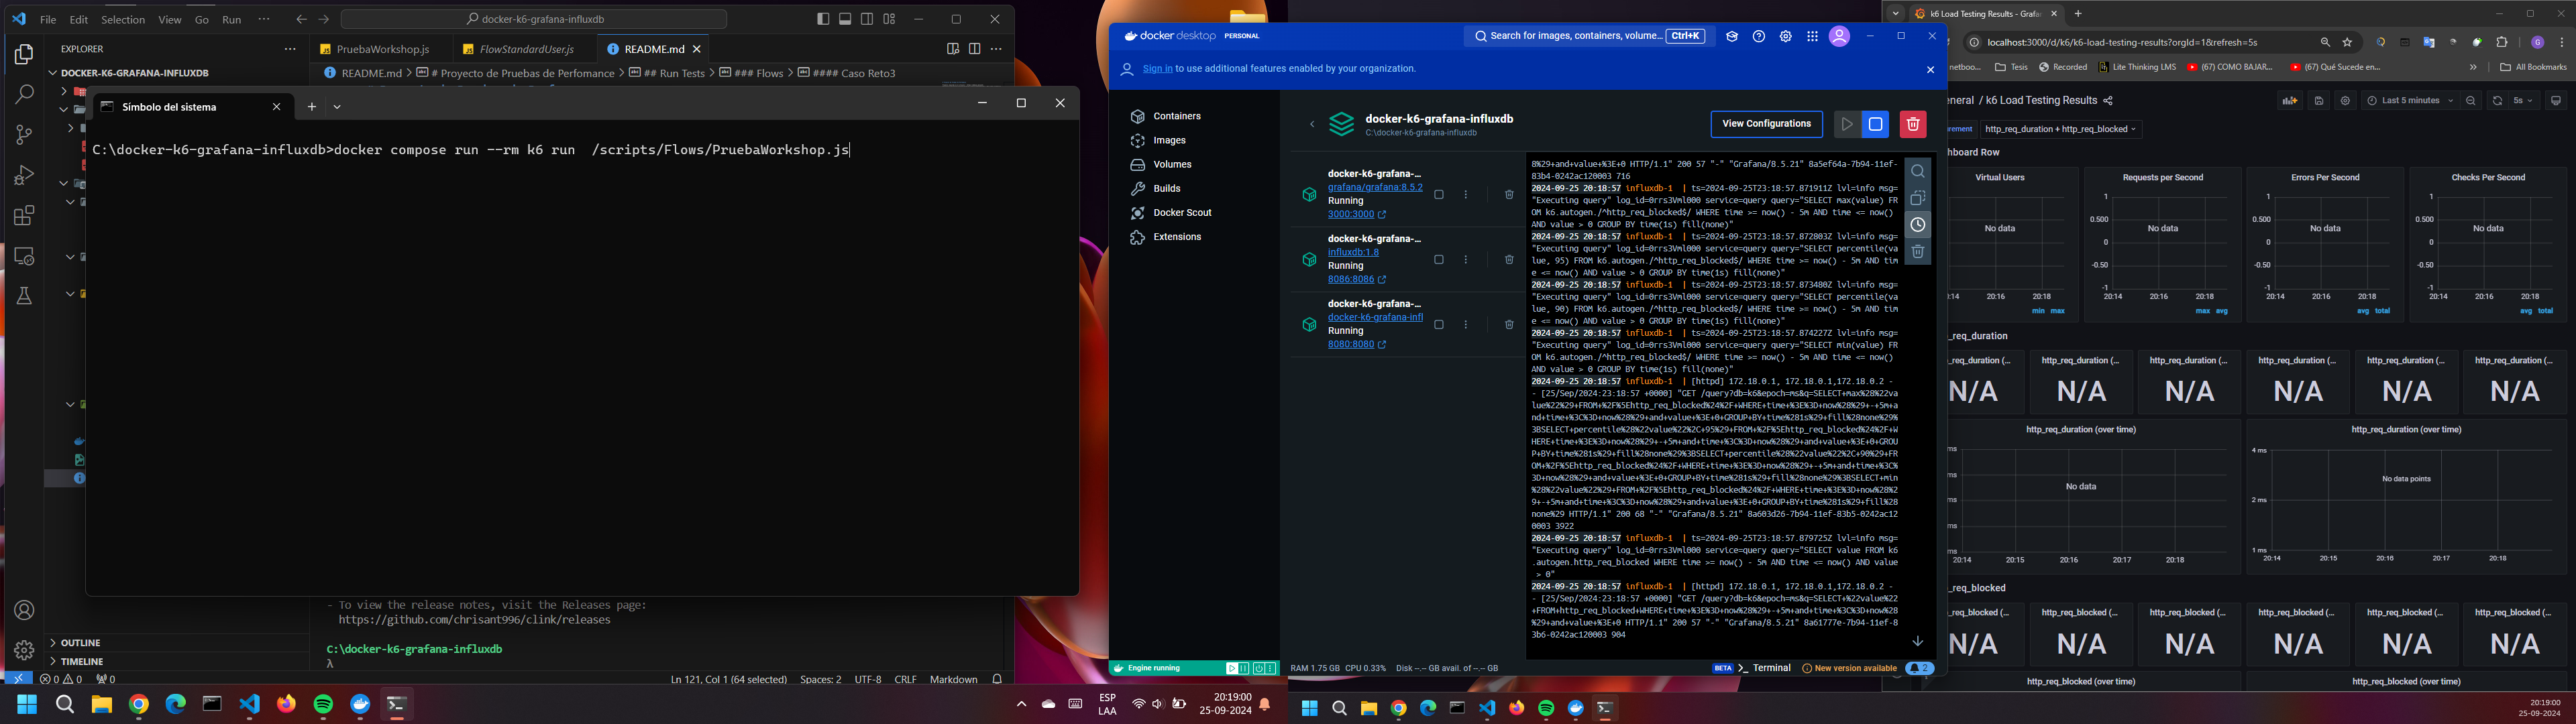 File Edit Selection View Go Run ···
docker-k6-grafana-influxdb
EXPLORER ···
DOCKER-K6-GRAFANA-INFLUXDB
OUTLINE
TIMELINE
PruebaWorkshop.js
FlowStandardUser.js
README.md
README.md > # Proyecto de Pruebas de Perfomance > ## Run Tests > ### Flows > #### Caso Reto3
Símbolo del sistema
C:\docker-k6-grafana-influxdb>docker compose run --rm k6 run  /scripts/Flows/PruebaWorkshop.js
- To view the release notes, visit the Releases page:
https://github.com/chrisant996/clink/releases
C:\docker-k6-grafana-influxdb
λ
0 0 0
Ln 121, Col 1 (64 selected) Spaces: 2 UTF-8 CRLF Markdown
ESP
LAA
20:19:00
25-09-2024
docker desktop PERSONAL
Search for images, containers, volume... Ctrl+K
Sign in to use additional features enabled by your organization.
Containers
Images
Volumes
Builds
Docker Scout
Extensions
docker-k6-grafana-influxdb
C:\docker-k6-grafana-influxdb
View Configurations
docker-k6-grafana-...
grafana/grafana:8.5.2
Running
3000:3000
docker-k6-grafana-...
influxdb:1.8
Running
8086:8086
docker-k6-grafana-...
docker-k6-grafana-infl
Running
8080:8080
8%29+and+value+%3E+0 HTTP/1.1" 200 57 "-" "Grafana/8.5.21" 8a5ef64a-7b94-11ef-
83b4-0242ac120003 716
2024-09-25 20:18:57 influxdb-1  | ts=2024-09-25T23:18:57.871911Z lvl=info msg=
"Executing query" log_id=0rrs3Vml000 service=query query="SELECT max(value) FR
OM k6.autogen./^http_req_blocked$/ WHERE time >= now() - 5m AND time <= now()
AND value > 0 GROUP BY time(1s) fill(none)"
2024-09-25 20:18:57 influxdb-1  | ts=2024-09-25T23:18:57.872803Z lvl=info msg=
"Executing query" log_id=0rrs3Vml000 service=query query="SELECT percentile(va
lue, 95) FROM k6.autogen./^http_req_blocked$/ WHERE time >= now() - 5m AND tim
e <= now() AND value > 0 GROUP BY time(1s) fill(none)"
2024-09-25 20:18:57 influxdb-1  | ts=2024-09-25T23:18:57.873480Z lvl=info msg=
"Executing query" log_id=0rrs3Vml000 service=query query="SELECT percentile(va
lue, 90) FROM k6.autogen./^http_req_blocked$/ WHERE time >= now() - 5m AND tim
e <= now() AND value > 0 GROUP BY time(1s) fill(none)"
2024-09-25 20:18:57 influxdb-1  | ts=2024-09-25T23:18:57.874227Z lvl=info msg=
"Executing query" log_id=0rrs3Vml000 service=query query="SELECT min(value) FR
OM k6.autogen./^http_req_blocked$/ WHERE time >= now() - 5m AND time <= now()
AND value > 0 GROUP BY time(1s) fill(none)"
2024-09-25 20:18:57 influxdb-1  | [httpd] 172.18.0.1, 172.18.0.1,172.18.0.2 -
- [25/Sep/2024:23:18:57 +0000] "GET /query?db=k6&epoch=ms&q=SELECT+max%28%22va
lue%22%29+FROM+%2F%5Ehttp_req_blocked%24%2F+WHERE+time+%3E%3D+now%28%29+-+5m+a
nd+time+%3C%3D+now%28%29+and+value+%3E+0+GROUP+BY+time%281s%29+fill%28none%29%
3BSELECT+percentile%28%22value%22%2C+95%29+FROM+%2F%5Ehttp_req_blocked%24%2F+W
HERE+time+%3E%3D+now%28%29+-+5m+and+time+%3C%3D+now%28%29+and+value+%3E+0+GROU
P+BY+time%281s%29+fill%28none%29%3BSELECT+percentile%28%22value%22%2C+90%29+FR
OM+%2F%5Ehttp_req_blocked%24%2F+WHERE+time+%3E%3D+now%28%29+-+5m+and+time+%3C%
3D+now%28%29+and+value+%3E+0+GROUP+BY+time%281s%29+fill%28none%29%3BSELECT+min
%28%22value%22%29+FROM+%2F%5Ehttp_req_blocked%24%2F+WHERE+time+%3E%3D+now%28%2
9+-+5m+and+time+%3C%3D+now%28%29+and+value+%3E+0+GROUP+BY+time%281s%29+fill%28
none%29 HTTP/1.1" 200 68 "-" "Grafana/8.5.21" 8a603d26-7b94-11ef-83b5-0242ac12
0003 3922
2024-09-25 20:18:57 influxdb-1  | ts=2024-09-25T23:18:57.879725Z lvl=info msg=
"Executing query" log_id=0rrs3Vml000 service=query query="SELECT value FROM k6
.autogen.http_req_blocked WHERE time >= now() - 5m AND time <= now() AND value
> 0"
2024-09-25 20:18:57 influxdb-1  | [httpd] 172.18.0.1, 172.18.0.1,172.18.0.2 -
- [25/Sep/2024:23:18:57 +0000] "GET /query?db=k6&epoch=ms&q=SELECT+%22value%22
+FROM+http_req_blocked+WHERE+time+%3E%3D+now%28%29+-+5m+and+time+%3C%3D+now%28
%29+and+value+%3E+0 HTTP/1.1" 200 57 "-" "Grafana/8.5.21" 8a61777e-7b94-11ef-8
3b6-0242ac120003 904
Engine running
RAM 1.75 GB CPU 0.33% Disk --.-- GB avail. of --.-- GB
BETA >_ Terminal New version available 2
k6 Load Testing Results - Grafa
localhost:3000/d/k6/k6-load-testing-results?orgId=1&refresh=5s
netboo... Tesis Recorded Lite Thinking LMS (67) COMO BAJAR... (67) Qué Sucede en... » All Bookmarks
eneral / k6 Load Testing Results
Last 5 minutes 5s
rement http_req_duration + http_req_blocked
hboard Row
Virtual Users
No data
20:14 20:16 20:18
min max
Requests per Second
1
0.500
0
-0.50
-1
No data
20:14 20:16 20:18
max avg
Errors Per Second
1
0.500
0
-0.50
-1
No data
20:14 20:16 20:18
avg total
Checks Per Second
1
0.500
0
-0.50
-1
No data
20:14 20:16 20:18
avg total
_req_duration
q_duration (... http_req_duration (... http_req_duration (... http_req_duration (... http_req_duration (... http_req_duration (...
N/A N/A N/A N/A N/A N/A
http_req_duration (over time)
No data
20:14 20:15 20:16 20:17 20:18
http_req_duration (over time)
4 ms
2 ms
1 ms
No data points
20:14 20:15 20:16 20:17 20:18
_req_blocked
q_blocked (... http_req_blocked (... http_req_blocked (... http_req_blocked (... http_req_blocked (... http_req_blocked (...
N/A N/A N/A N/A N/A N/A
http_req_blocked (over time)
http_req_blocked (over time)
20:19:00
25-09-2024